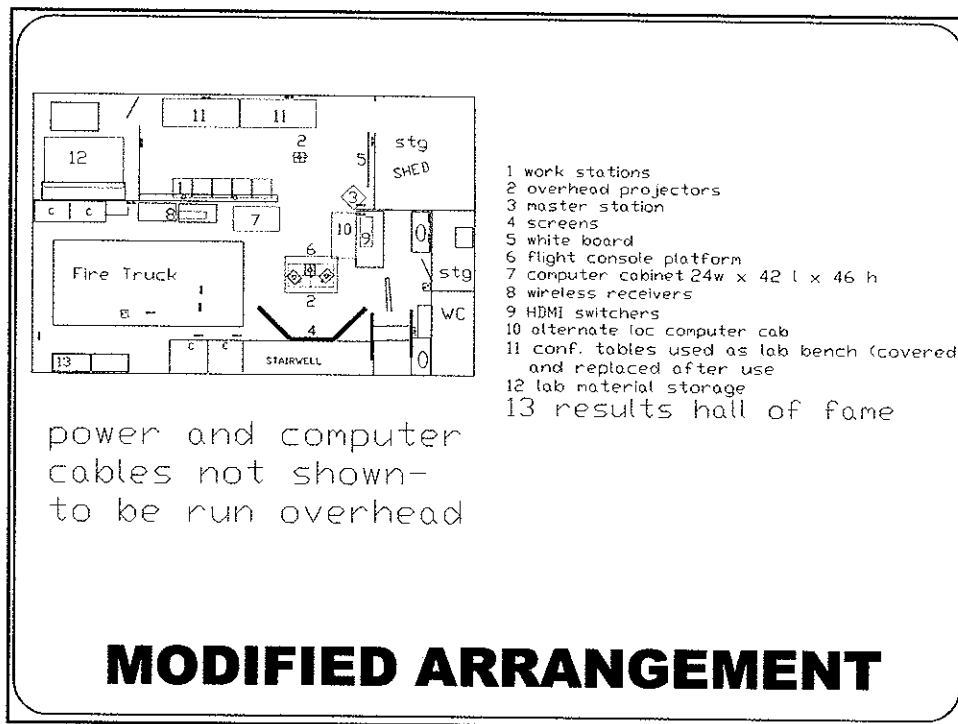 11 11
2
stg
SHED
12
5
1
3
c c
8
7
10
9
6
Fire Truck
stg
2
WC
4
c c
STAIRWELL
13
1 work stations
2 overhead projectors
3 master station
4 screens
5 white board
6 flight console platform
7 computer cabinet 24w x 42 l x 46 h
8 wireless receivers
9 HDMI switchers
10 alternate loc computer cab
11 conf. tables used as lab bench (covered
and replaced after use
12 lab material storage
13 results hall of fame
power and computer
cables not shown-
to be run overhead
MODIFIED ARRANGEMENT